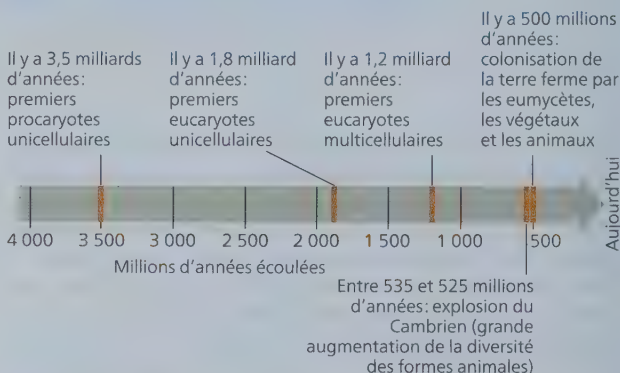 Il y a 3,5 milliards
d'années:
premiers
procaryotes
unicellulaires
Il y a 1,8 milliard
d'années:
premiers
eucaryotes
unicellulaires
Il y a 1,2 milliard
d'années:
premiers
eucaryotes
multicellulaires
Il y a 500 millions
d'années:
colonisation de
la terre ferme par
les eumycètes,
les végétaux
et les animaux
Aujourd'hui
4 000 3 500 3 000 2 500 2 000 1 500 1 000 500
Millions d'années écoulées
Entre 535 et 525 millions
d'années: explosion du
Cambrien (grande
augmentation de la diversité
des formes animales)